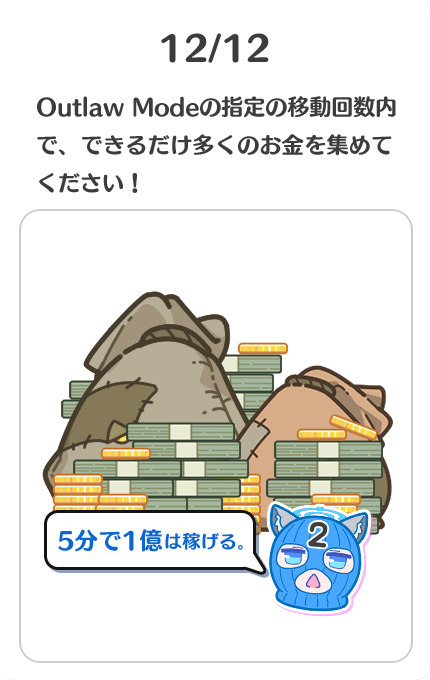 12/12
Outlaw Modeの指定の移動回数内
で、できるだけ多くのお金を集めて
ください！
5分で1億は稼げる。
2